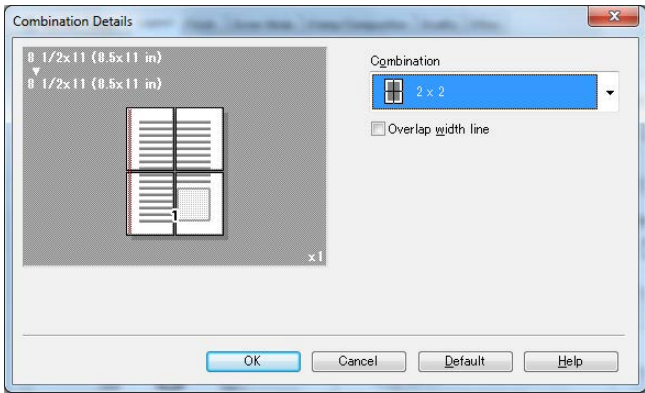 Combination Details
8 1/2x11 (8.5x11 in)
8 1/2x11 (8.5x11 in)
1
x1
Combination
2 x 2
Overlap width line
OK
Cancel
Default
Help